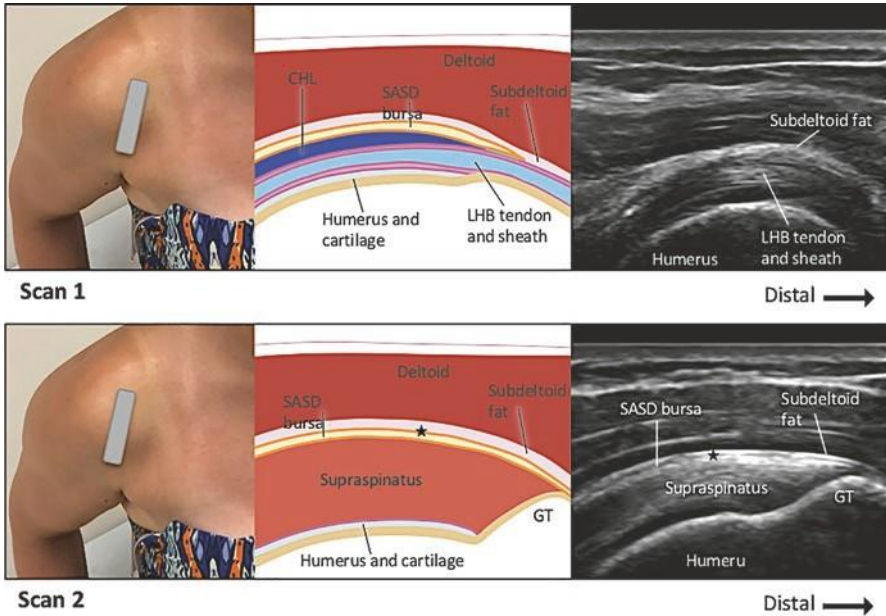 Deltoid
CHL
SASD
bursa
Subdeltoid
fat
Humerus and
cartilage
LHB tendon
and sheath
Subdeltoid fat
LHB tendon
and sheath
Humerus
Scan 1
Distal
Deltoid
SASD
bursa
Subdeltoid
fat
Supraspinatus
GT
Humerus and cartilage
SASD bursa
Subdeltoid
fat
Supraspinatus
GT
Humeru
Scan 2
Distal